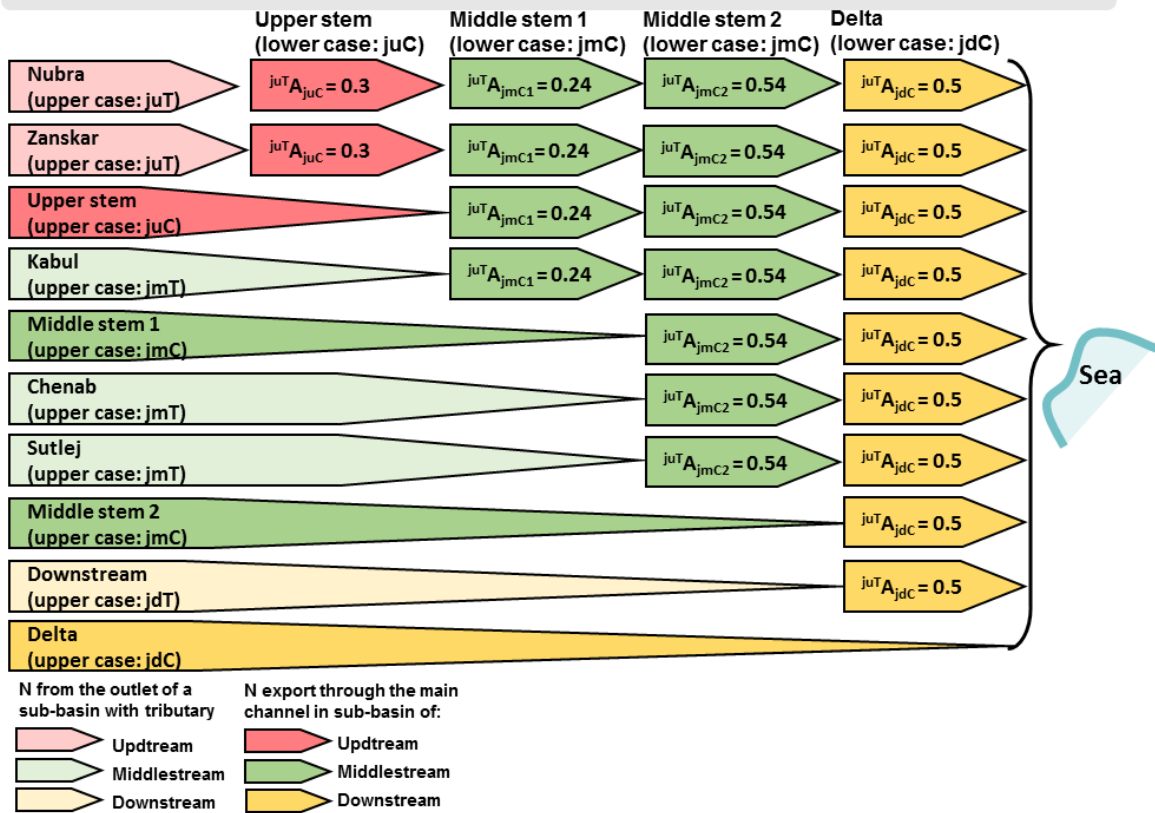 Upper stem
(lower case: juC)
Middle stem 1
(lower case: jmC)
Middle stem 2
(lower case: jmC)
Delta
(lower case: jdC)
Nubra
(upper case: juT)
juTAjuC = 0.3
juTAjmC1 = 0.24
juTAjmC2 = 0.54
juTAjdC = 0.5
Zanskar
(upper case: juT)
juTAjuC = 0.3
juTAjmC1 = 0.24
juTAjmC2 = 0.54
juTAjdC = 0.5
Upper stem
(upper case: juC)
juTAjmC1 = 0.24
juTAjmC2 = 0.54
juTAjdC = 0.5
Kabul
(upper case: jmT)
juTAjmC1 = 0.24
juTAjmC2 = 0.54
juTAjdC = 0.5
Middle stem 1
(upper case: jmC)
juTAjmC2 = 0.54
juTAjdC = 0.5
Chenab
(upper case: jmT)
juTAjmC2 = 0.54
juTAjdC = 0.5
Sutlej
(upper case: jmT)
juTAjmC2 = 0.54
juTAjdC = 0.5
Middle stem 2
(upper case: jmC)
juTAjdC = 0.5
Downstream
(upper case: jdT)
juTAjdC = 0.5
Delta
(upper case: jdC)
Sea
N from the outlet of a
sub-basin with tributary
Updtream
Middlestream
Downstream
N export through the main
channel in sub-basin of:
Updtream
Middlestream
Downstream